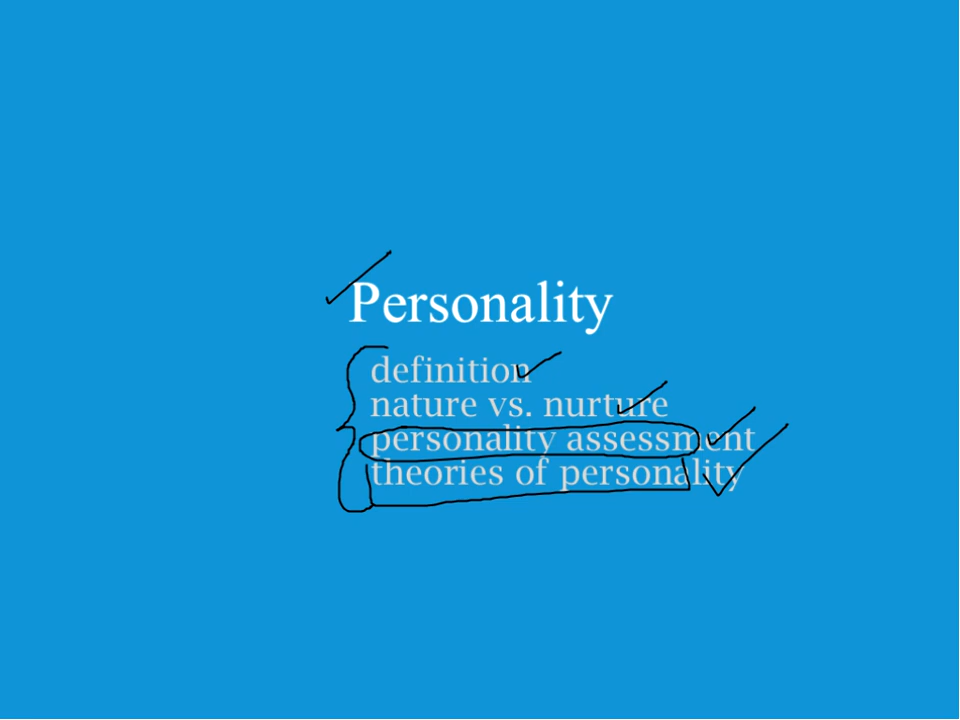 Personality
definition
nature vs. nurture
personality assessment
theories of personality